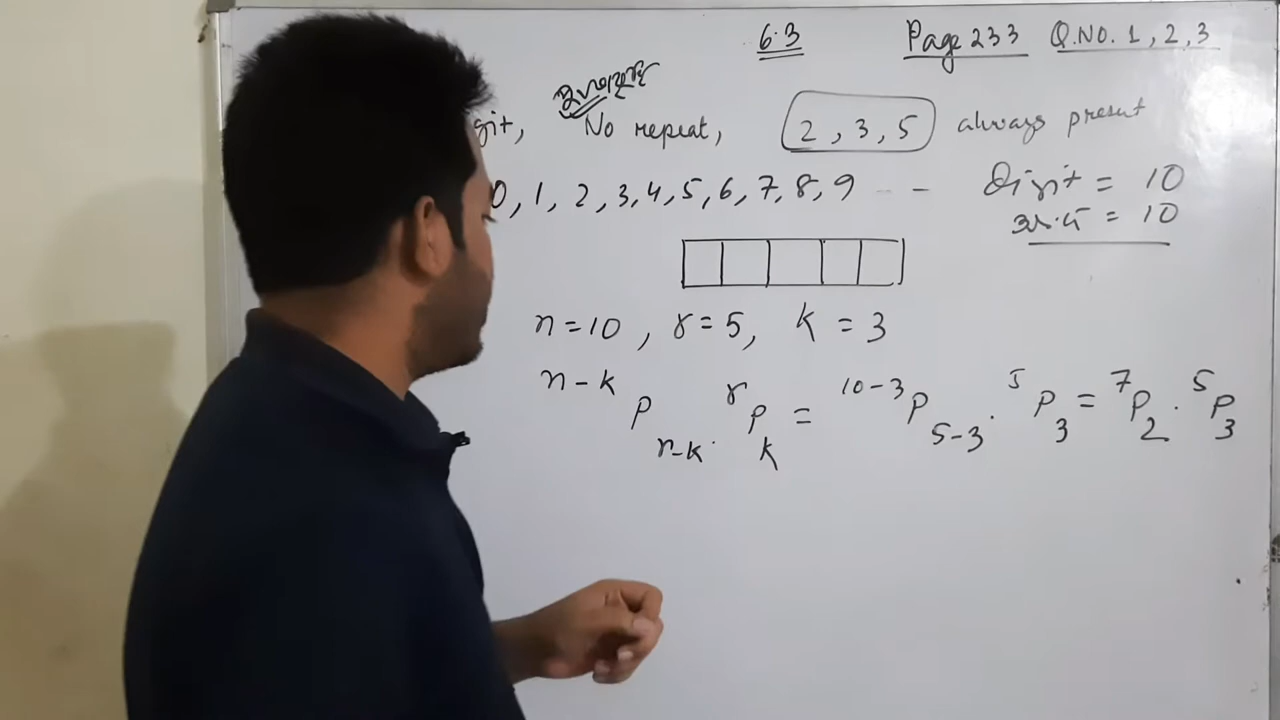 6.3 Page 233 Q.NO. 1, 2, 3
git, No repeat, 2, 3, 5 always present
0, 1, 2, 3, 4, 5, 6, 7, 8, 9 - - Digit = 10
= 10
n = 10, r = 5, k = 3
n-k P r-k . r P k = 10-3 P 5-3 . 5 P 3 = 7 P 2 . 5 P 3